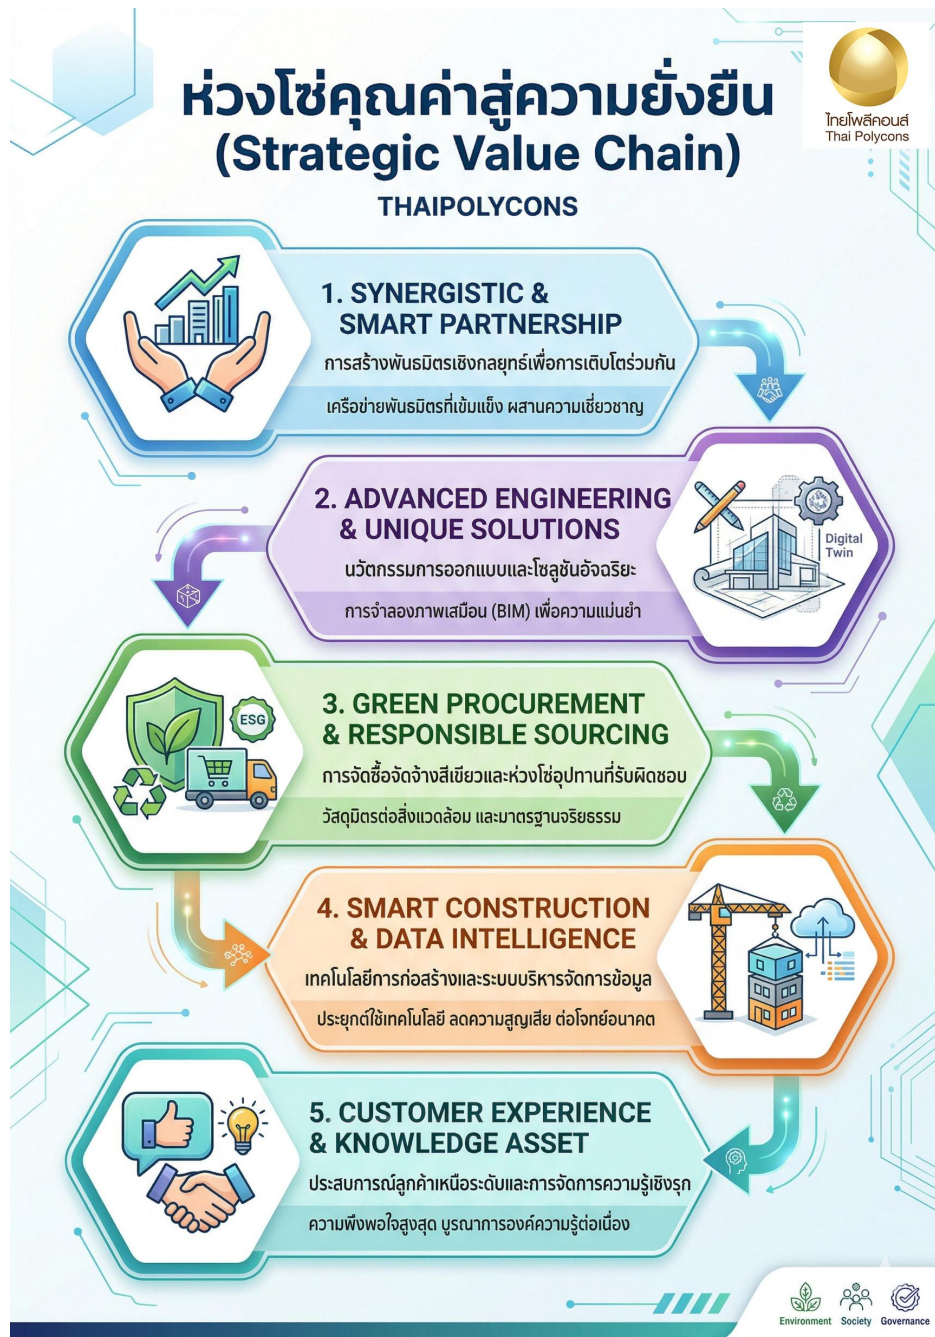 ห่วงโซ่คุณค่าสู่ความยั่งยืน
(Strategic Value Chain)
THAIPOLYCONS
ไทยโพลีคอนส์
Thai Polycons
1. SYNERGISTIC &
SMART PARTNERSHIP
การสร้างพันธมิตรเชิงกลยุทธ์เพื่อการเติบโตร่วมกัน
เครือข่ายพันธมิตรที่เข้มแข็ง ผสานความเชี่ยวชาญ
2. ADVANCED ENGINEERING
& UNIQUE SOLUTIONS
นวัตกรรมการออกแบบและโซลูชันอัจฉริยะ
การจำลองภาพเสมือน (BIM) เพื่อความแม่นยำ
Digital
Twin
3. GREEN PROCUREMENT
& RESPONSIBLE SOURCING
การจัดซื้อจัดจ้างสีเขียวและห่วงโซ่อุปทานที่รับผิดชอบ
วัสดุมิตรต่อสิ่งแวดล้อม และมาตรฐานจริยธรรม
ESG
4. SMART CONSTRUCTION
& DATA INTELLIGENCE
เทคโนโลยีการก่อสร้างและระบบบริหารจัดการข้อมูล
ประยุกต์ใช้เทคโนโลยี ลดความสูญเสีย ต่อโจทย์อนาคต
5. CUSTOMER EXPERIENCE
& KNOWLEDGE ASSET
ประสบการณ์ลูกค้าเหนือระดับและการจัดการความรู้เชิงรุก
ความพึงพอใจสูงสุด บูรณาการองค์ความรู้ต่อเนื่อง
Environment Society Governance